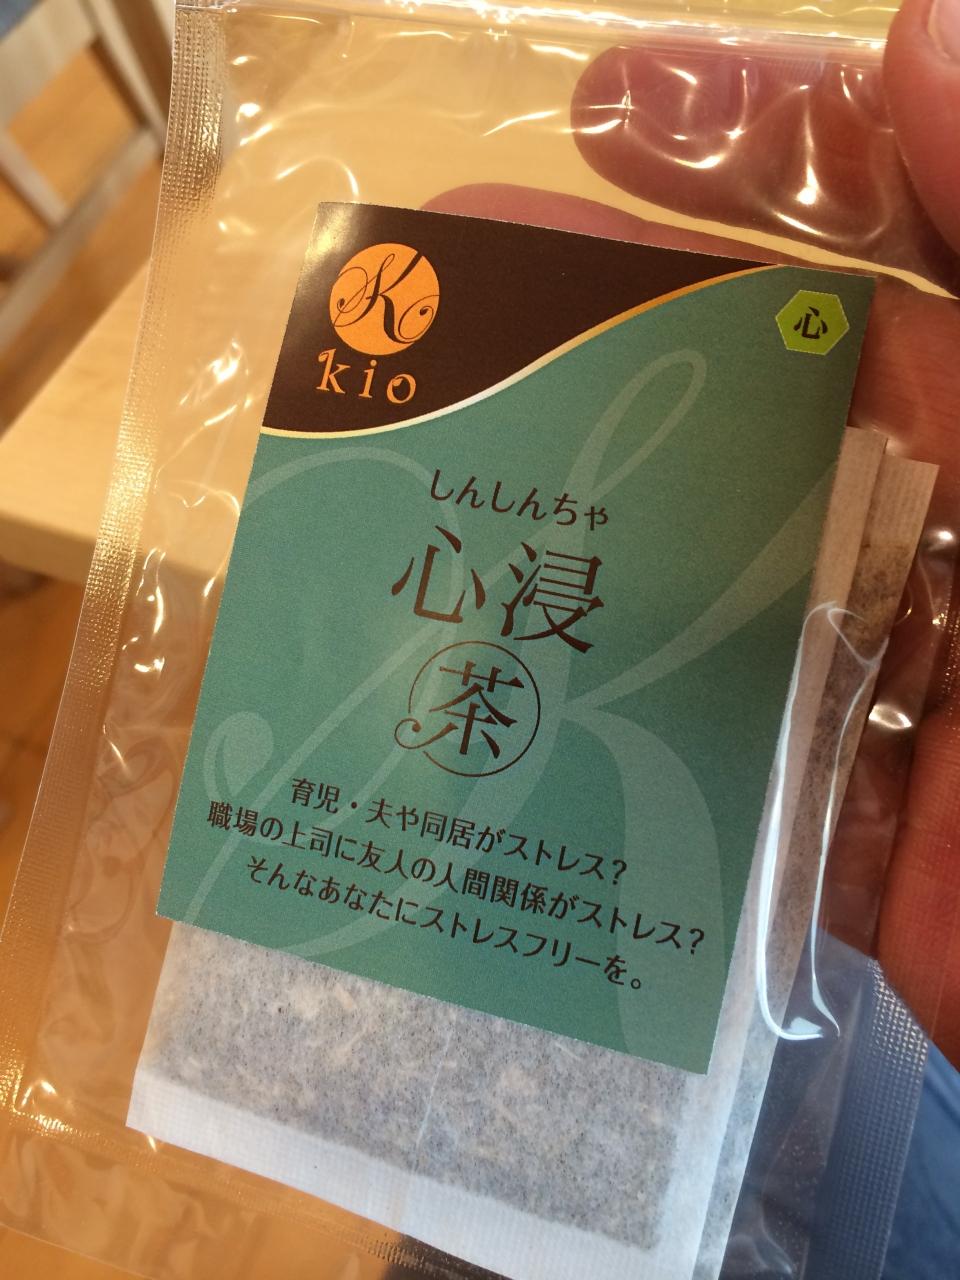 K
kio
心
しんしんちゃ
心浸
茶
育児・夫や同居がストレス?
職場の上司に友人の人間関係がストレス?
そんなあなたにストレスフリーを。